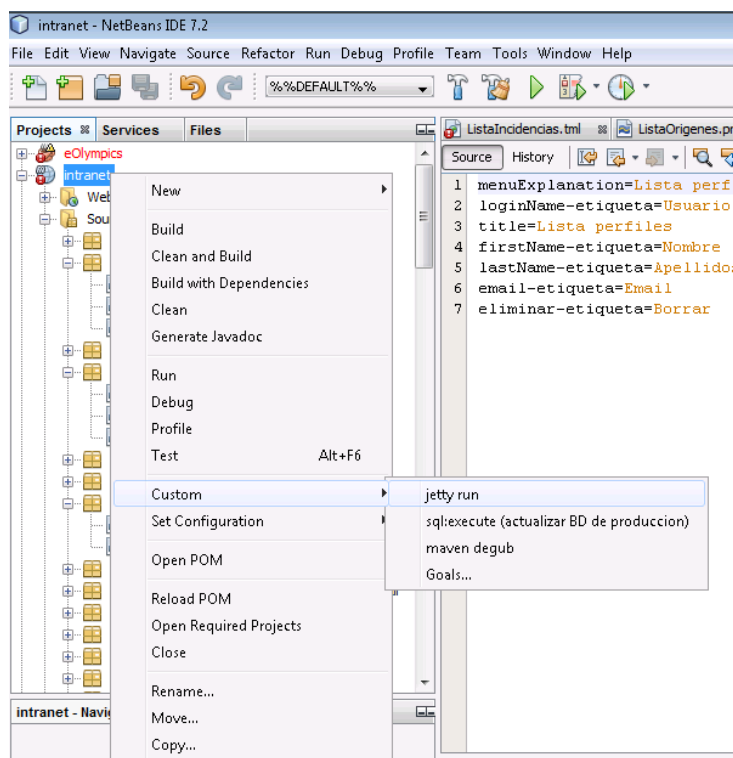 intranet - NetBeans IDE 7.2
File Edit View Navigate Source Refactor Run Debug Profile Team Tools Window Help
%%DEFAULT%%
Projects Services Files
ListaIncidencias.tml ListaOrigenes.pr
eOlympics
intranet
Web
Sou
Source History
1 menuExplanation=Lista perf
2 loginName-etiqueta=Usuario
3 title=Lista perfiles
4 firstName-etiqueta=Nombre
5 lastName-etiqueta=Apellidos
6 email-etiqueta=Email
7 eliminar-etiqueta=Borrar
New
Build
Clean and Build
Build with Dependencies
Clean
Generate Javadoc
Run
Debug
Profile
Test Alt+F6
Custom
Set Configuration
Open POM
Reload POM
Open Required Projects
Close
Rename...
Move...
Copy...
jetty run
sql:execute (actualizar BD de produccion)
maven degub
Goals...
intranet - Navi